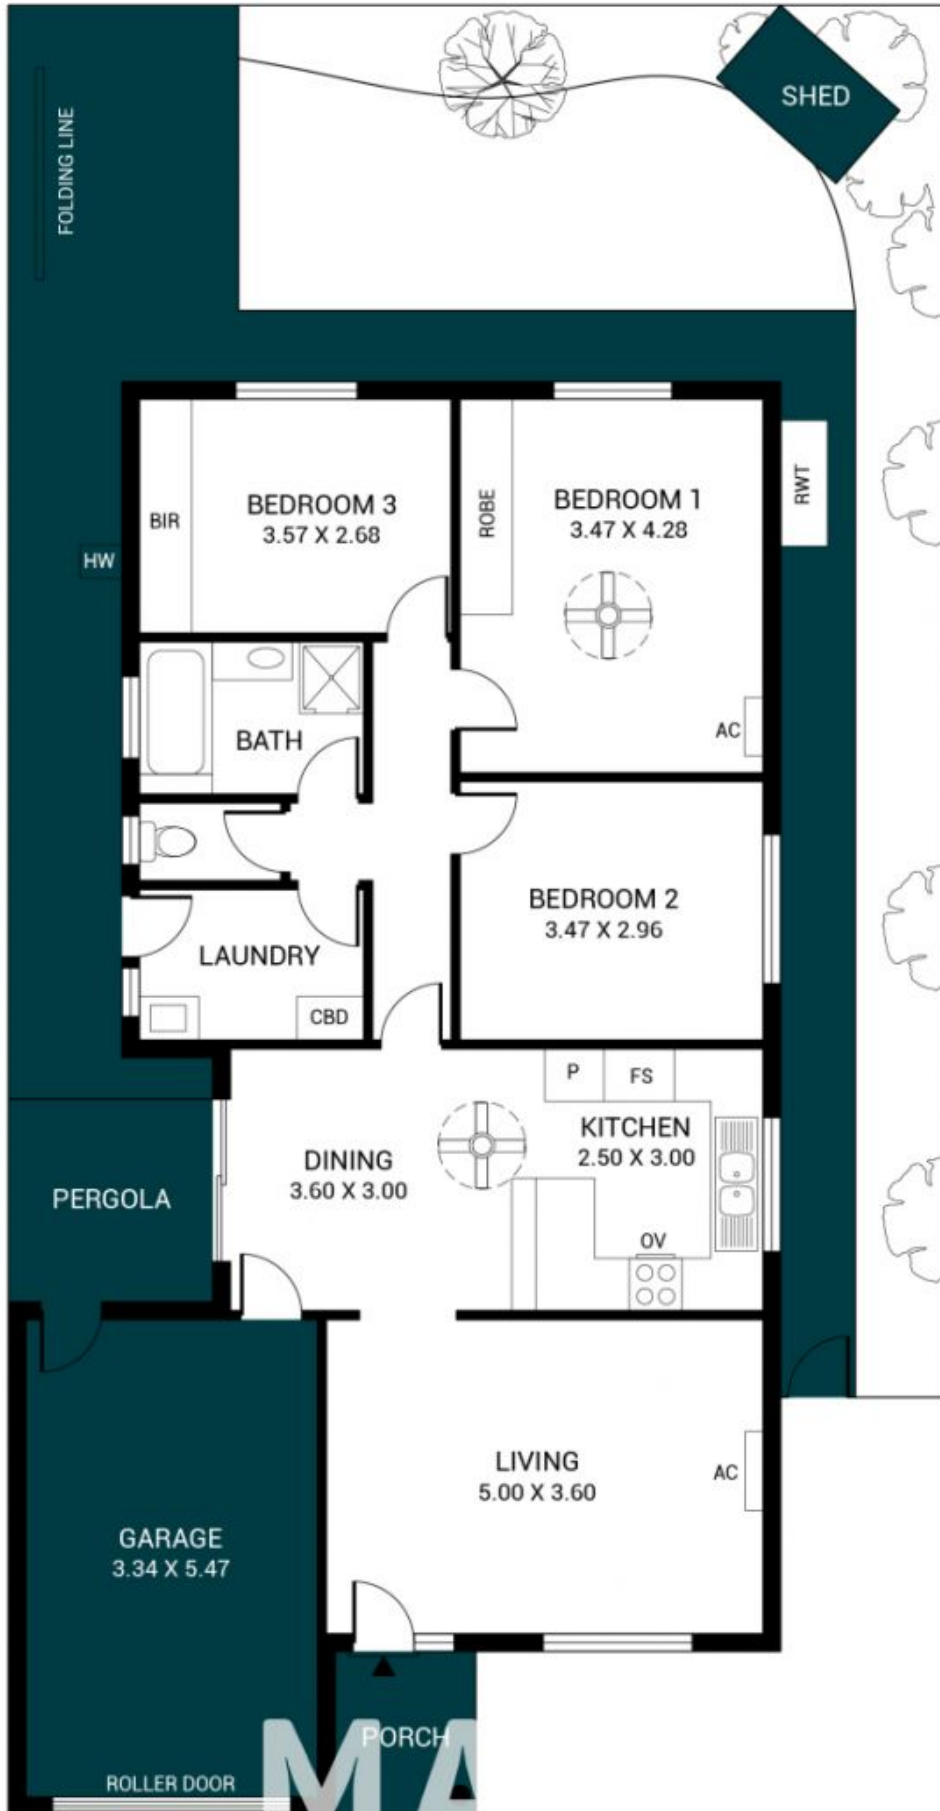 SHED
FOLDING LINE
BEDROOM 3
3.57 X 2.68
BIR
ROBE
BEDROOM 1
3.47 X 4.28
RWT
HW
BATH
AC
BEDROOM 2
3.47 X 2.96
LAUNDRY
CBD
P
FS
KITCHEN
2.50 X 3.00
DINING
3.60 X 3.00
PERGOLA
OV
LIVING
5.00 X 3.60
AC
GARAGE
3.34 X 5.47
PORCH
ROLLER DOOR
MA